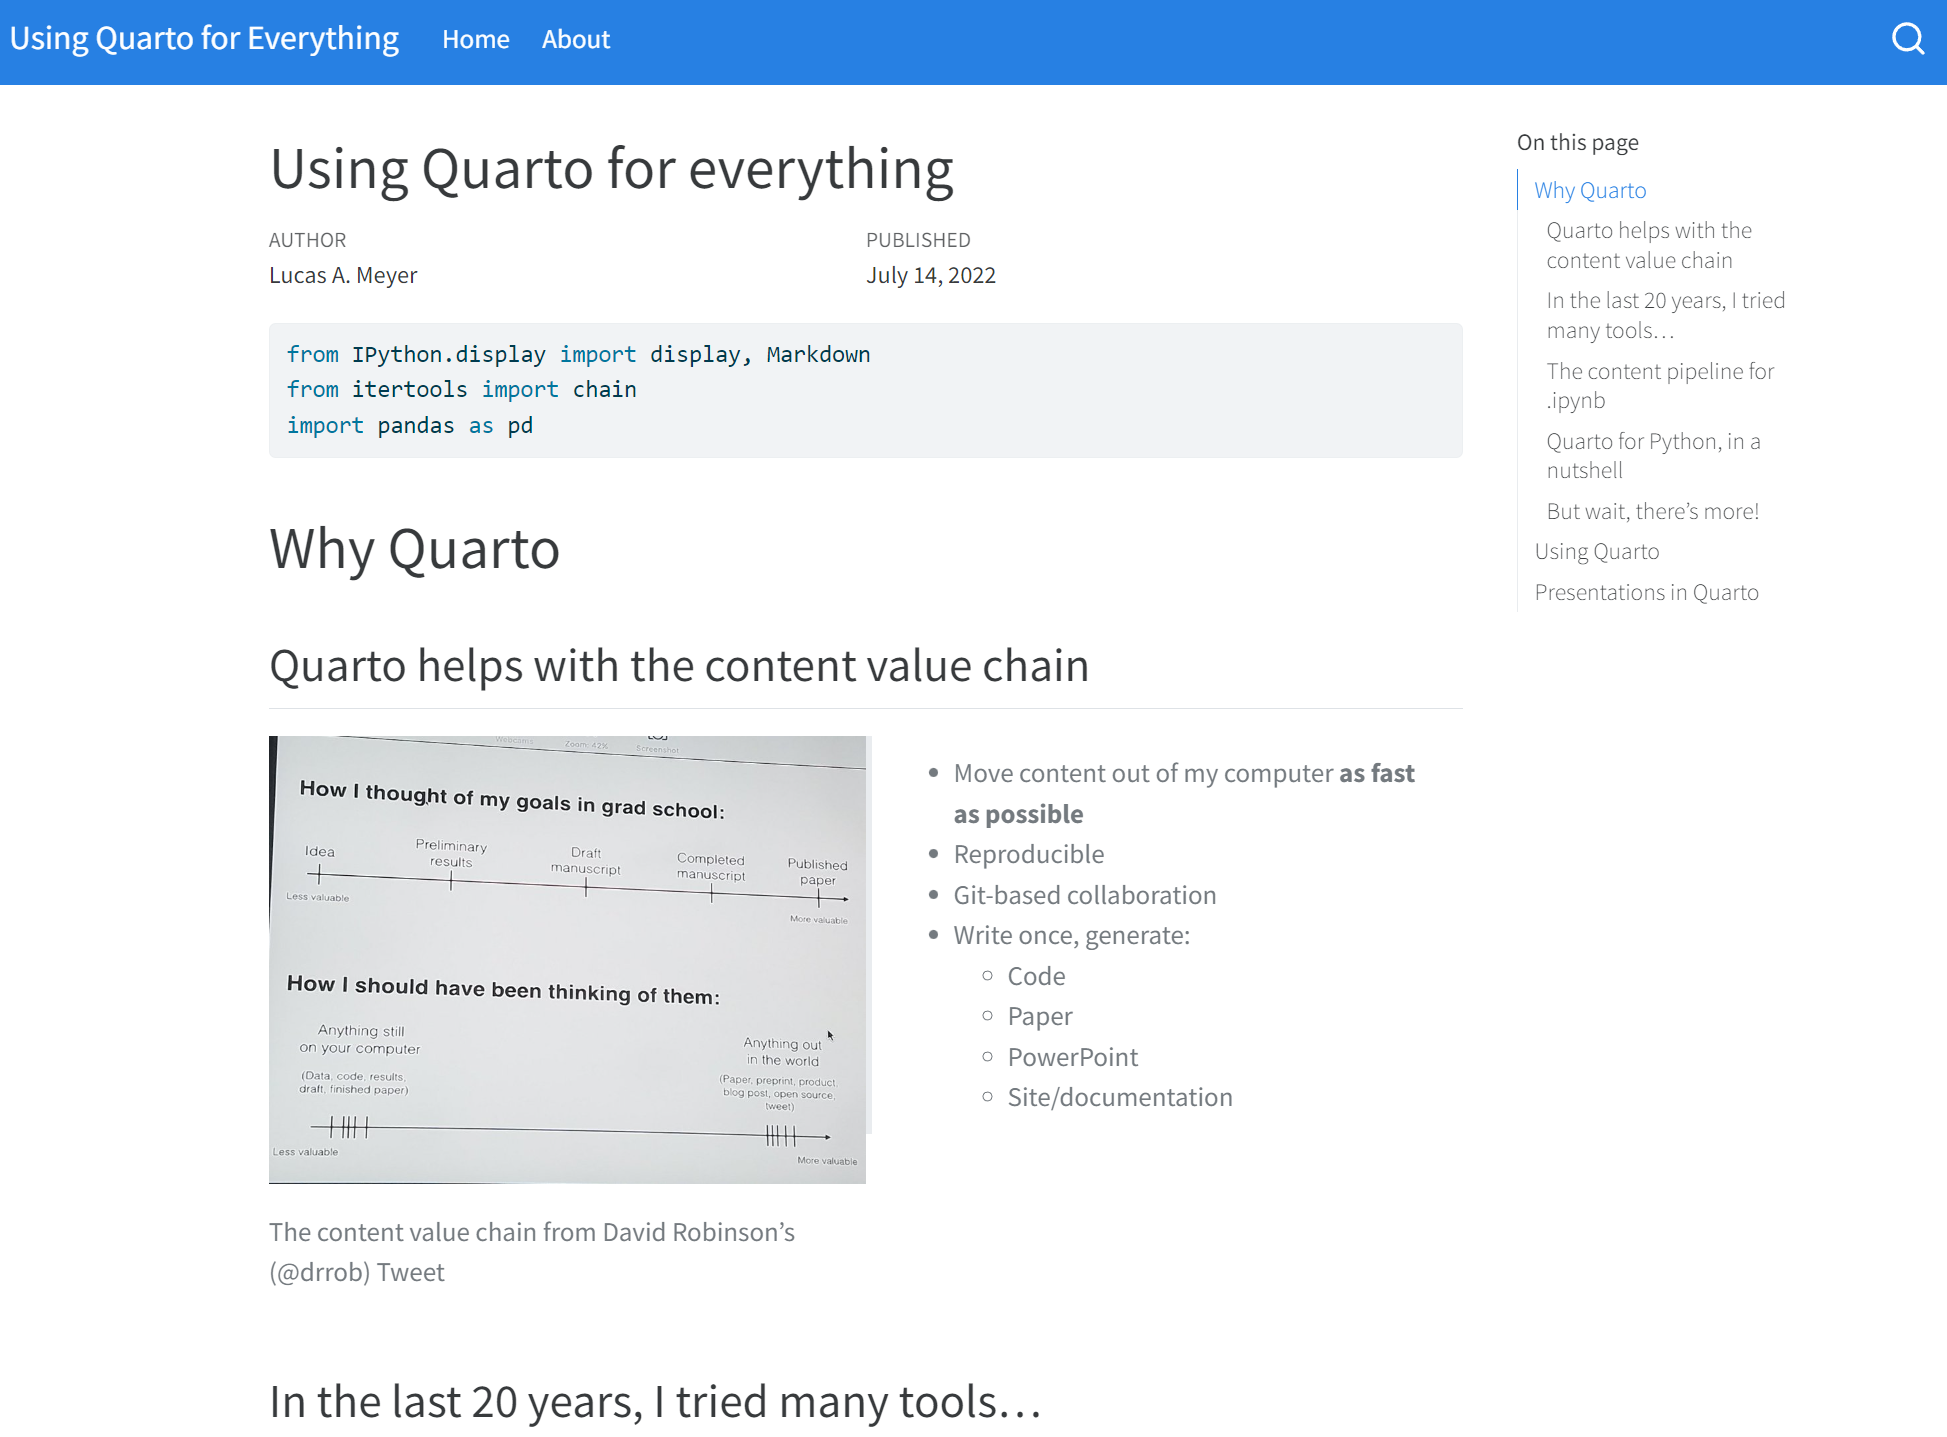 Using Quarto for Everything Home About
Using Quarto for everything
AUTHOR
Lucas A. Meyer
PUBLISHED
July 14, 2022
from IPython.display import display, Markdown
from itertools import chain
import pandas as pd
Why Quarto
Quarto helps with the content value chain
Webcams Zoom: 42% Screenshot
How I thought of my goals in grad school:
Idea
Preliminary
results
Draft
manuscript
Completed
manuscript
Published
paper
Less valuable
More valuable
How I should have been thinking of them:
Anything still
on your computer
(Data, code, results,
draft, finished paper)
Anything out
in the world
(Paper, preprint, product,
blog post, open source,
tweet)
Less valuable
More valuable
The content value chain from David Robinson’s
(@drrob) Tweet
• Move content out of my computer as fast
as possible
• Reproducible
• Git-based collaboration
• Write once, generate:
◦ Code
◦ Paper
◦ PowerPoint
◦ Site/documentation
In the last 20 years, I tried many tools…
On this page
Why Quarto
Quarto helps with the
content value chain
In the last 20 years, I tried
many tools…
The content pipeline for
.ipynb
Quarto for Python, in a
nutshell
But wait, there’s more!
Using Quarto
Presentations in Quarto